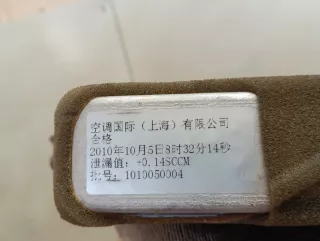 空调国际（上海）有限公司
合格
2010年10月5日8时32分14秒
泄漏值：+0.14SCCM
批号：1010050004